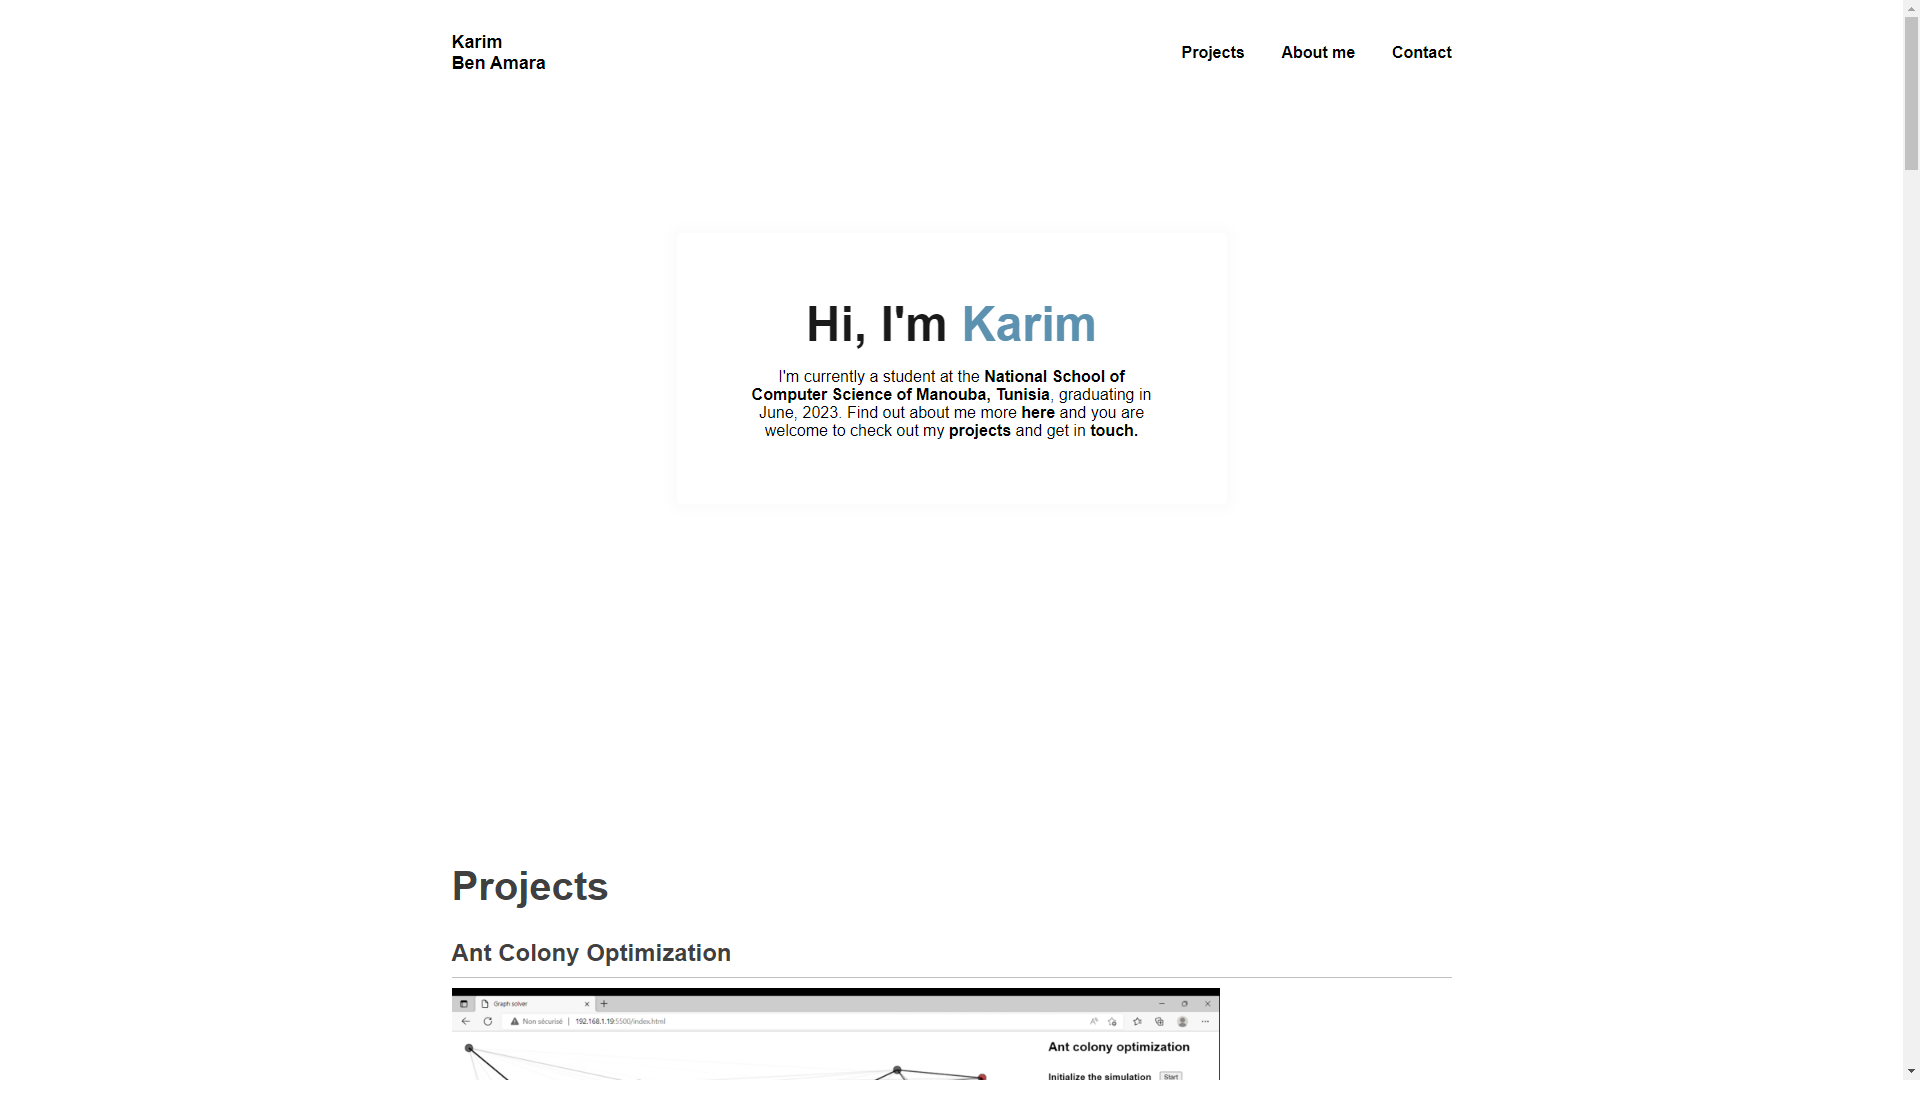 Karim
Ben Amara
Projects
About me
Contact
Hi, I'm Karim
I'm currently a student at the National School of
Computer Science of Manouba, Tunisia, graduating in
June, 2023. Find out about me more here and you are
welcome to check out my projects and get in touch.
Projects
Ant Colony Optimization
Graph solver
Non sécurisé | 192.168.1.19:5500/index.html
Ant colony optimization
Initialize the simulation Start